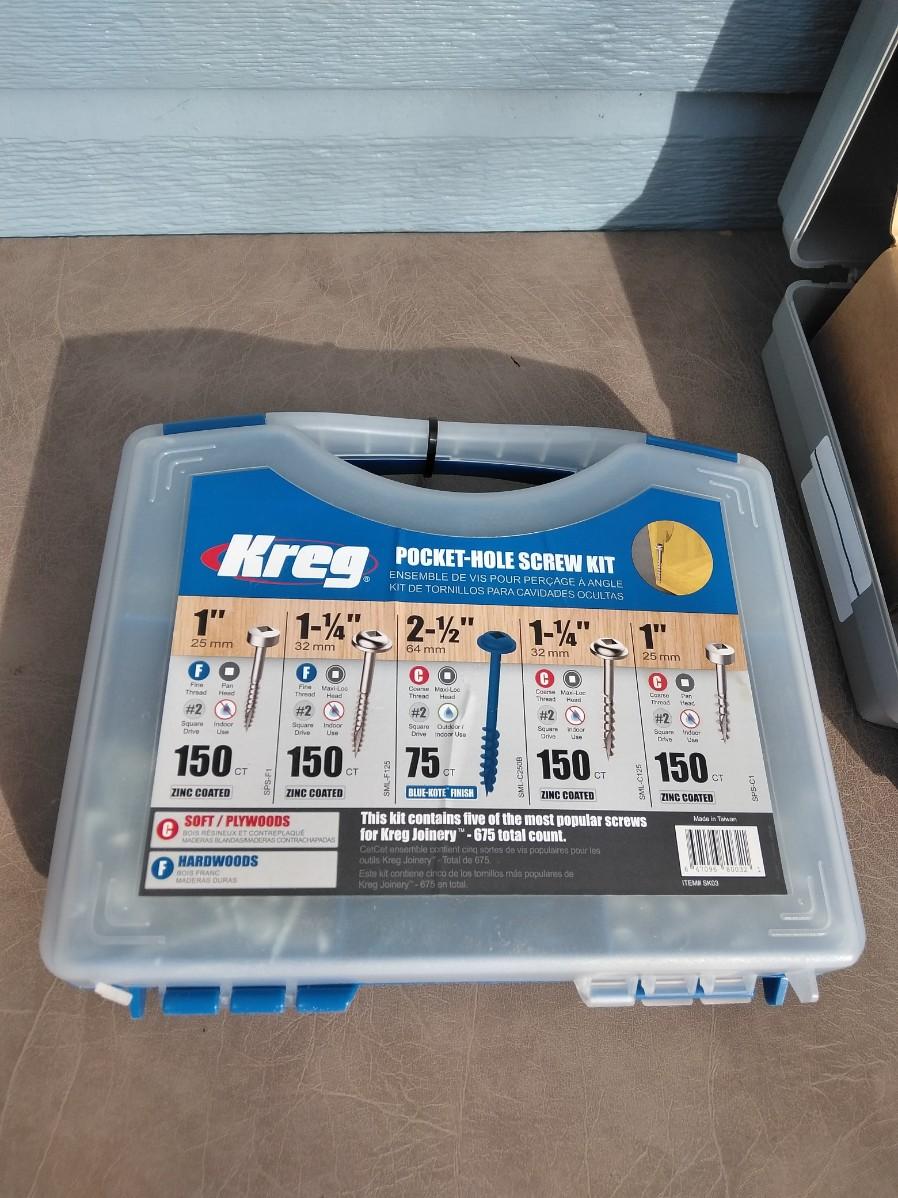 Kreg®
POCKET-HOLE SCREW KIT
ENSEMBLE DE VIS POUR PERÇAGE À ANGLE
KIT DE TORNILLOS PARA CAVIDADES OCULTAS
1"
25 mm
F
Fine Thread
Pan Head
#2
Square Drive
Indoor Use
150 CT
ZINC COATED
SPS-F1
1-¼"
32 mm
F
Fine Thread
Maxi-Loc Head
#2
Square Drive
Indoor Use
150 CT
ZINC COATED
SML-F125
2-½"
64 mm
C
Coarse Thread
Maxi-Loc Head
#2
Square Drive
Outdoor / Indoor Use
75 CT
BLUE-KOTE™ FINISH
SML-C250B
1-¼"
32 mm
C
Coarse Thread
Maxi-Loc Head
#2
Square Drive
Indoor Use
150 CT
ZINC COATED
SML-C125
1"
25 mm
C
Coarse Thread
Pan Head
#2
Square Drive
Indoor Use
150 CT
ZINC COATED
SPS-C1
C SOFT / PLYWOODS
BOIS RÉSINEUX ET CONTREPLAQUÉ
MADERAS BLANDAS/MADERAS CONTRACHAPADAS
F HARDWOODS
BOIS FRANC
MADERAS DURAS
This kit contains five of the most popular screws
for Kreg Joinery™ - 675 total count.
CetCet ensemble contient cinq sortes de vis populaires pour les
outils Kreg Joinery™ - Total de 675.
Este kit contiene cinco de los tornillos más populares de
Kreg Joinery™ - 675 en total.
Made in Taiwan
6 47096 80032 1
ITEM# SK03